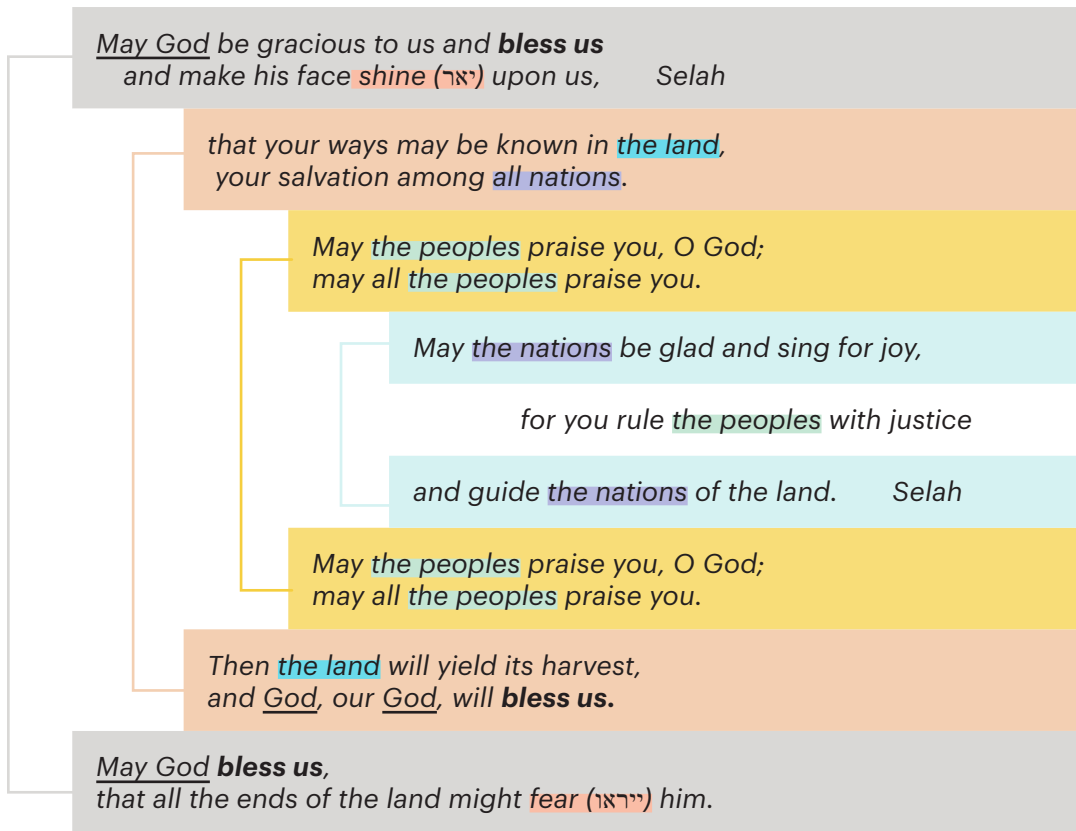 May God be gracious to us and bless us
and make his face shine (יאר) upon us, Selah
that your ways may be known in the land,
your salvation among all nations.
May the peoples praise you, O God;
may all the peoples praise you.
May the nations be glad and sing for joy,
for you rule the peoples with justice
and guide the nations of the land. Selah
May the peoples praise you, O God;
may all the peoples praise you.
Then the land will yield its harvest,
and God, our God, will bless us.
May God bless us,
that all the ends of the land might fear (וייראו) him.